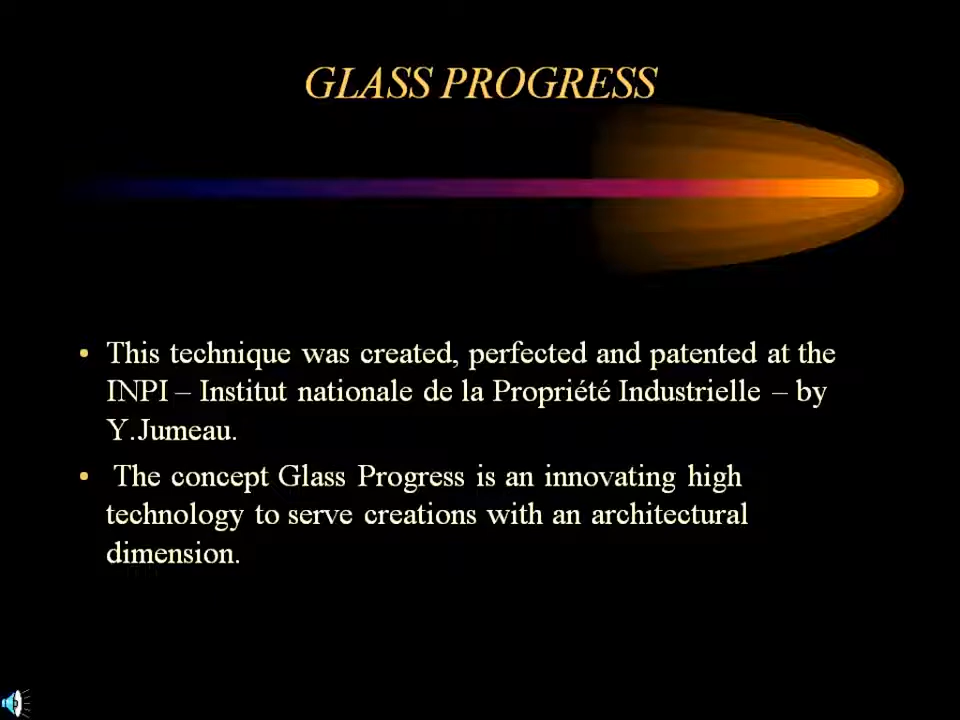 GLASS PROGRESS
• This technique was created, perfected and patented at the
INPI – Institut nationale de la Propriété Industrielle – by
Y.Jumeau.
• The concept Glass Progress is an innovating high
technology to serve creations with an architectural
dimension.